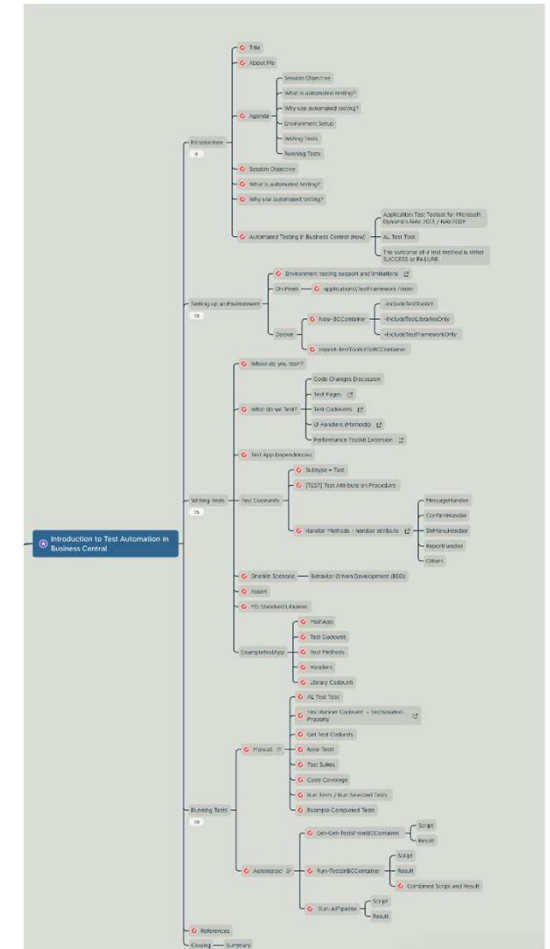 Title
About Me
Session Objective
What is automated testing?
Agenda
Why use automated testing?
Environment Setup
Writing Tests
Running Tests
Introduction
Session Objective
What is automated testing?
Why use automated testing?
Application Test Toolset for Microsoft
Dynamics NAV
Automated Testing in Business Central (How)
AL Test Tool
The outcome of a test method is either
SUCCESS or FAILURE.
Environment testing support and limitations
On Prem
applications\testframework folder
Setting up an Environment
10
New-BCContainer
-includeTestToolkit
-includeTestLibrariesOnly
Docker
-includeTestFrameworkOnly
Import-TestToolkitToBCContainer
Where do you start?
Code Changes Discussion
Test Pages
What do we Test?
Test Codeunits
UI Handlers (Methods)
Performance Toolkit Extension
Test App Dependencies
Subtype = Test
[TEST] Test Attribute on Procedure
Writing Tests
15
Test Codeunits
MessageHandler
ConfirmHandler
Handler Methods - handler attribute
StrMenuHandler
ReportHandler
Others
Introduction to Test Automation in
Business Central
Gherkin Scenario
Behavior-Driven Development (BDD)
Assert
MS Standard Libraries
MainApp
Test Codeunit
ExampleTestApp
Test Methods
Handlers
Library Codeunit
AL Test Tool
Test Runner Codeunit - TestIsolation
Property
Get Test Codeunits
Manual
Test Suites
Code Coverage
Run Tests / Run Selected Tests
Example Completed Tests
Running Tests
Script
Result
Script
Automated
Run-TestsInBCContainer
Result
Combined Script and Result
Run-AlPipeline
Script
Result
References
Closing
Summary